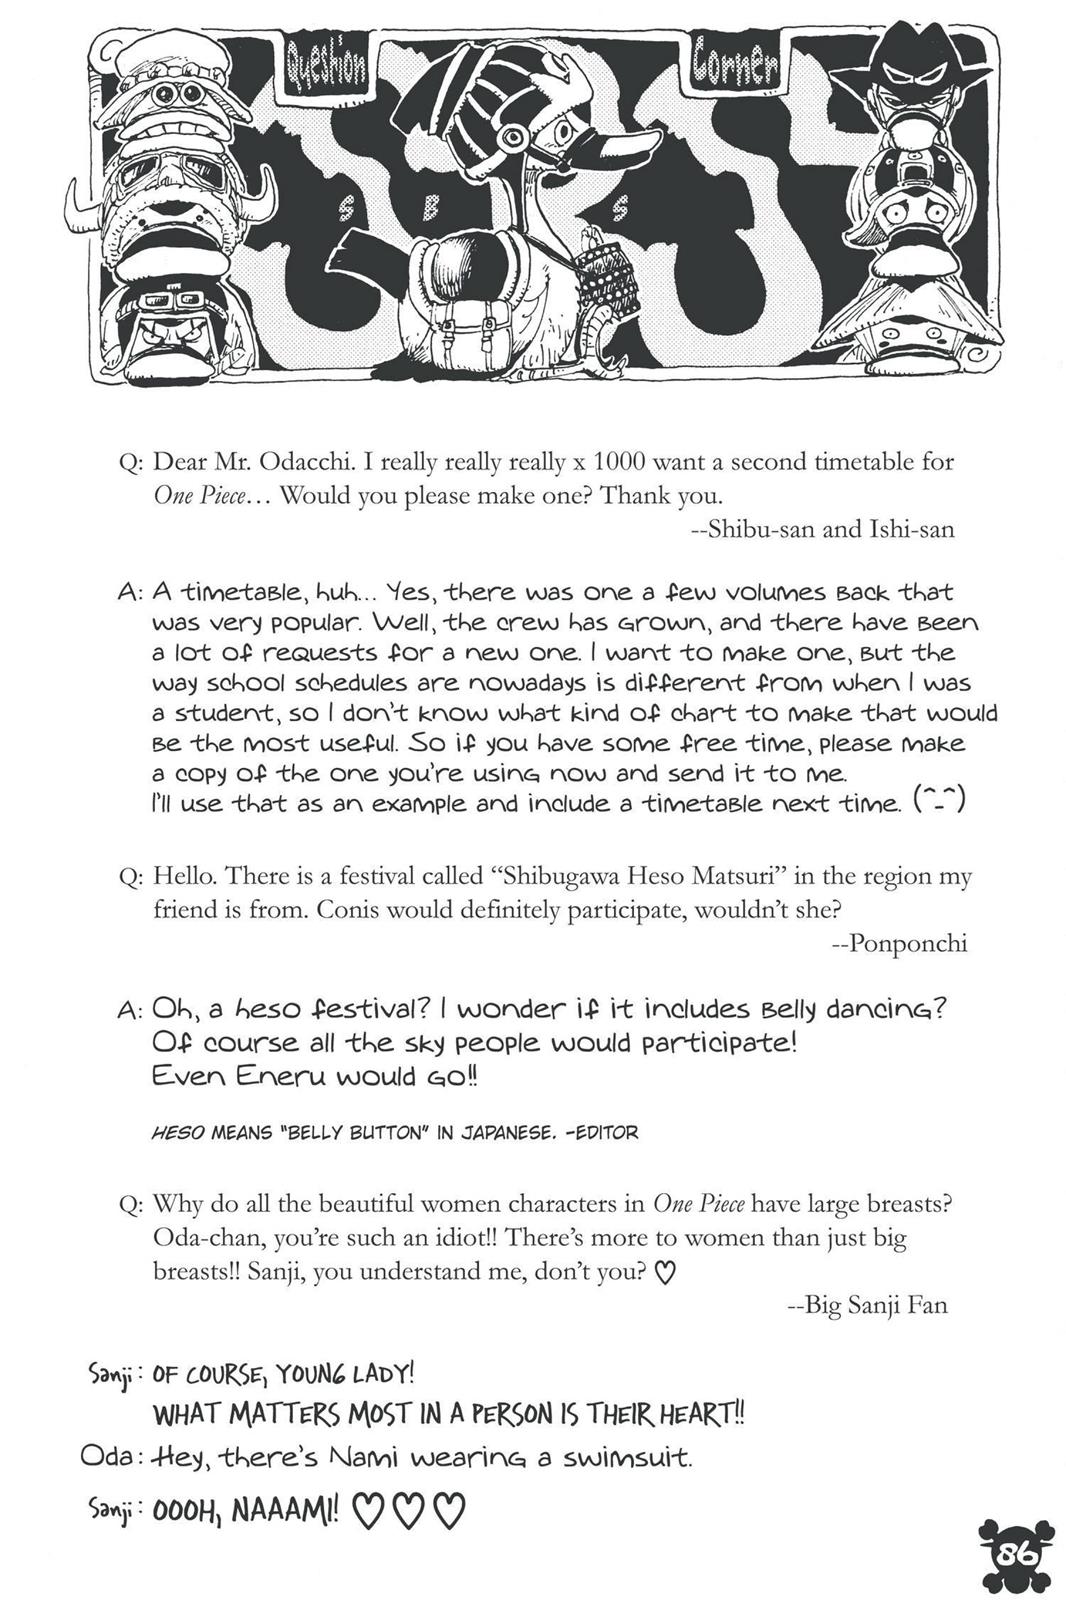 Question Corner
S B S
Q: Dear Mr. Odacchi. I really really really x 1000 want a second timetable for
One Piece... Would you please make one? Thank you.
--Shibu-san and Ishi-san
A: A timetable, huh... Yes, there was one a few volumes back that
was very popular. Well, the crew has grown, and there have been
a lot of requests for a new one. I want to make one, but the
way school schedules are nowadays is different from when I was
a student, so I don't know what kind of chart to make that would
be the most useful. So if you have some free time, please make
a copy of the one you're using now and send it to me.
I'll use that as an example and include a timetable next time. (^-^)
Q: Hello. There is a festival called “Shibugawa Heso Matsuri” in the region my
friend is from. Conis would definitely participate, wouldn't she?
--Ponponchi
A: Oh, a heso festival? I wonder if it includes belly dancing?
Of course all the sky people would participate!
Even Eneru would go!!
HESO MEANS "BELLY BUTTON" IN JAPANESE. -EDITOR
Q: Why do all the beautiful women characters in One Piece have large breasts?
Oda-chan, you're such an idiot!! There's more to women than just big
breasts!! Sanji, you understand me, don't you? ♡
--Big Sanji Fan
Sanji: OF COURSE, YOUNG LADY!
WHAT MATTERS MOST IN A PERSON IS THEIR HEART!!
Oda: Hey, there's Nami wearing a swimsuit.
Sanji: OOOH, NAAAMI! ♡♡♡
86